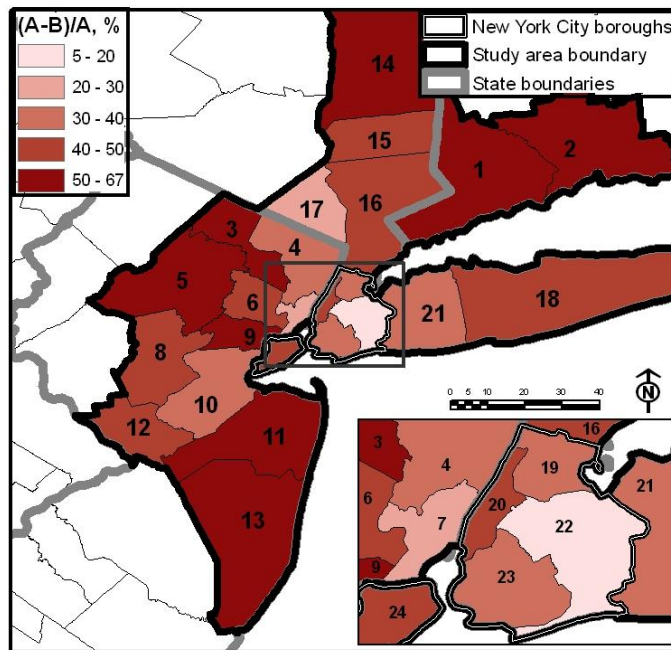 (A-B)/A, %
5 - 20
20 - 30
30 - 40
40 - 50
50 - 67
New York City boroughs
Study area boundary
State boundaries
14
15
2
1
17
16
3
4
5
6
18
21
8
9
10
12
11
13
N
0 5 10 20 30 40
16
3
4
19
21
6
20
7
22
9
23
24